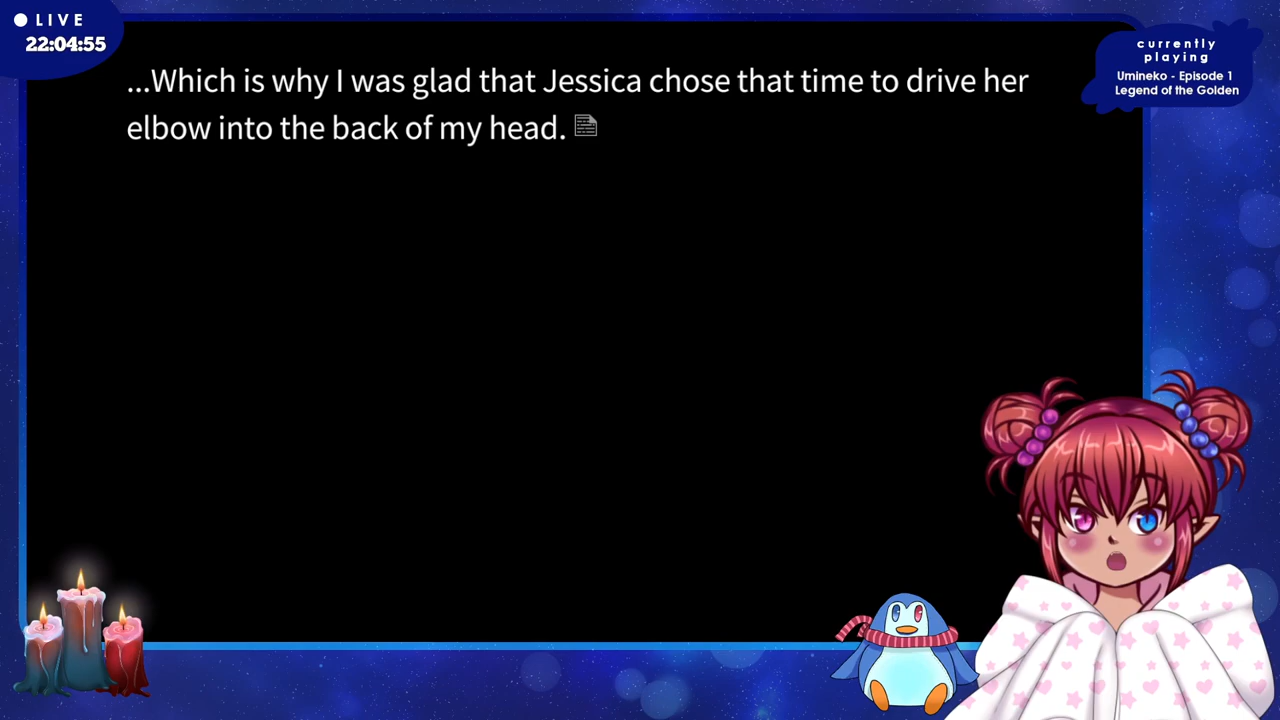 LIVE
22:04:55
currently
playing
Umineko - Episode 1
Legend of the Golden
...Which is why I was glad that Jessica chose that time to drive her
elbow into the back of my head.